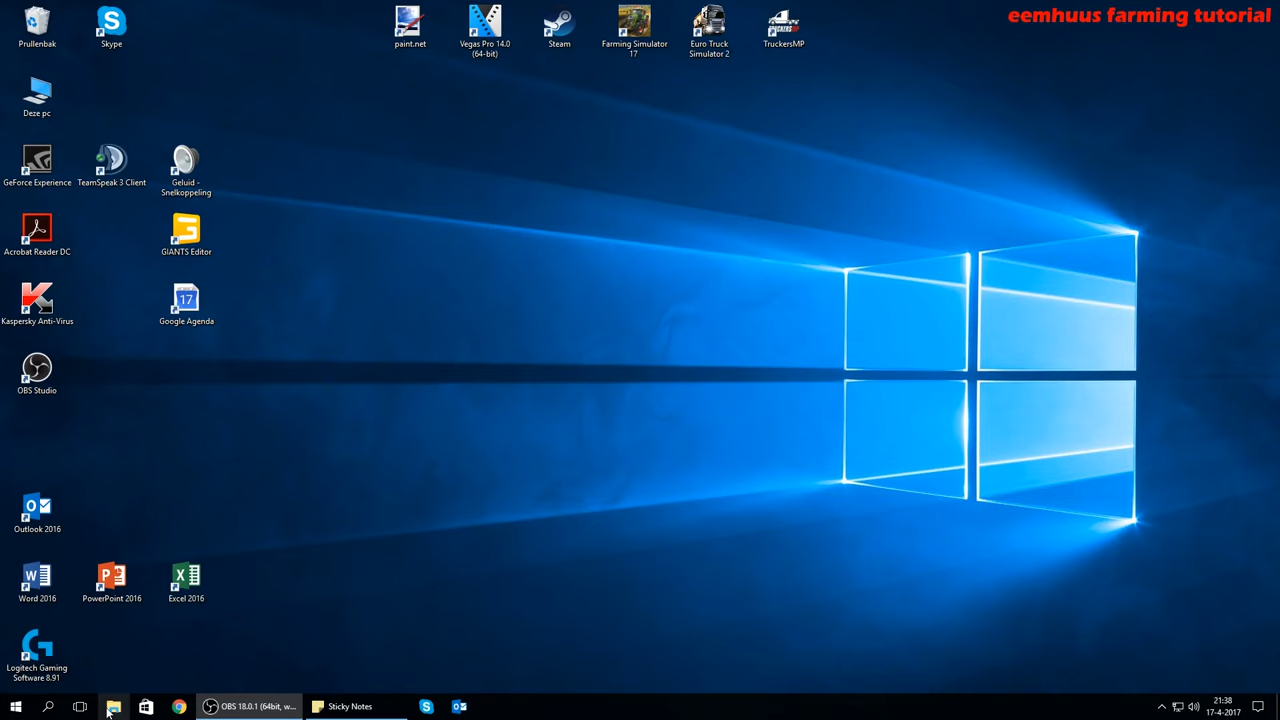 eemhuus farming tutorial
Prullenbak
Skype
paint.net
Vegas Pro 14.0
(64-bit)
Steam
Farming Simulator
17
Euro Truck
Simulator 2
TruckersMP
Deze pc
GeForce Experience
TeamSpeak 3 Client
Geluid -
Snelkoppeling
Acrobat Reader DC
GIANTS Editor
Kaspersky Anti-Virus
17
Google Agenda
OBS Studio
Outlook 2016
Word 2016
PowerPoint 2016
Excel 2016
Logitech Gaming
Software 8.91
OBS 18.0.1 (64bit, w...
Sticky Notes
21:38
17-4-2017